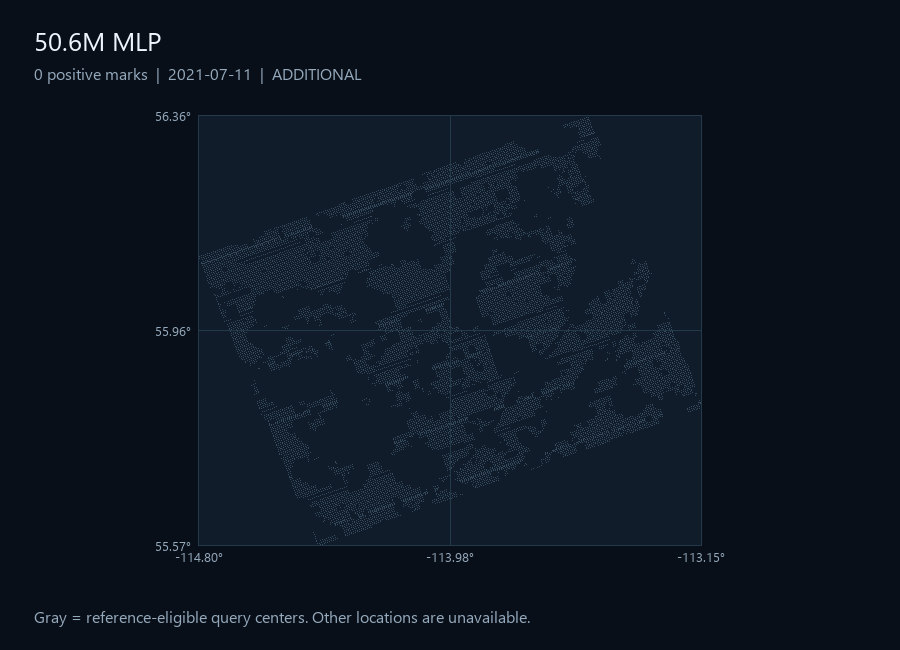 50.6M MLP
0 positive marks | 2021-07-11 | ADDITIONAL
56.36°
55.96°
55.57°
-114.80°
-113.98°
-113.15°
Gray = reference-eligible query centers. Other locations are unavailable.